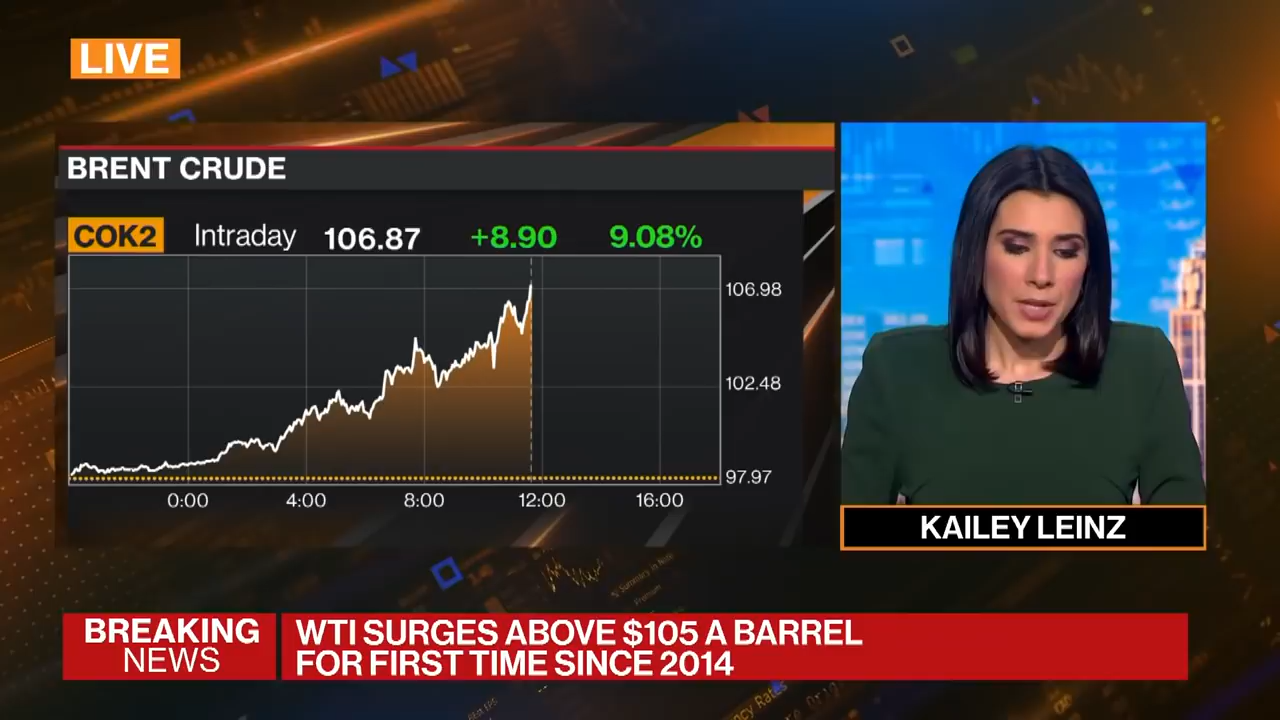 LIVE
BRENT CRUDE
COK2 Intraday 106.87 +8.90 9.08%
106.98
102.48
97.97
0:00 4:00 8:00 12:00 16:00
KAILEY LEINZ
BREAKING
NEWS
WTI SURGES ABOVE $105 A BARREL
FOR FIRST TIME SINCE 2014